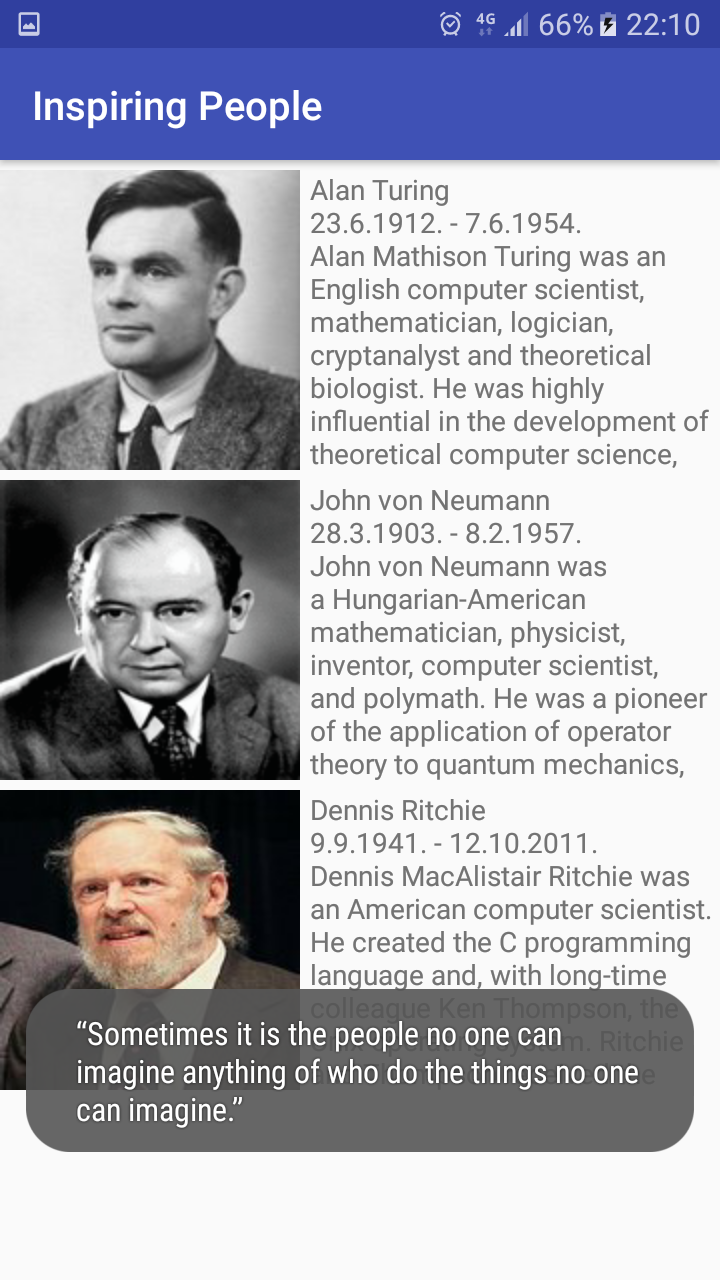 4G 66% 22:10
Inspiring People
Alan Turing
23.6.1912. - 7.6.1954.
Alan Mathison Turing was an
English computer scientist,
mathematician, logician,
cryptanalyst and theoretical
biologist. He was highly
influential in the development of
theoretical computer science,
John von Neumann
28.3.1903. - 8.2.1957.
John von Neumann was
a Hungarian-American
mathematician, physicist,
inventor, computer scientist,
and polymath. He was a pioneer
of the application of operator
theory to quantum mechanics,
Dennis Ritchie
9.9.1941. - 12.10.2011.
Dennis MacAlistair Ritchie was
an American computer scientist.
He created the C programming
language and, with long-time
colleague Ken Thompson, the
system. Ritchie
“Sometimes it is the people no one can
imagine anything of who do the things no one
can imagine.”